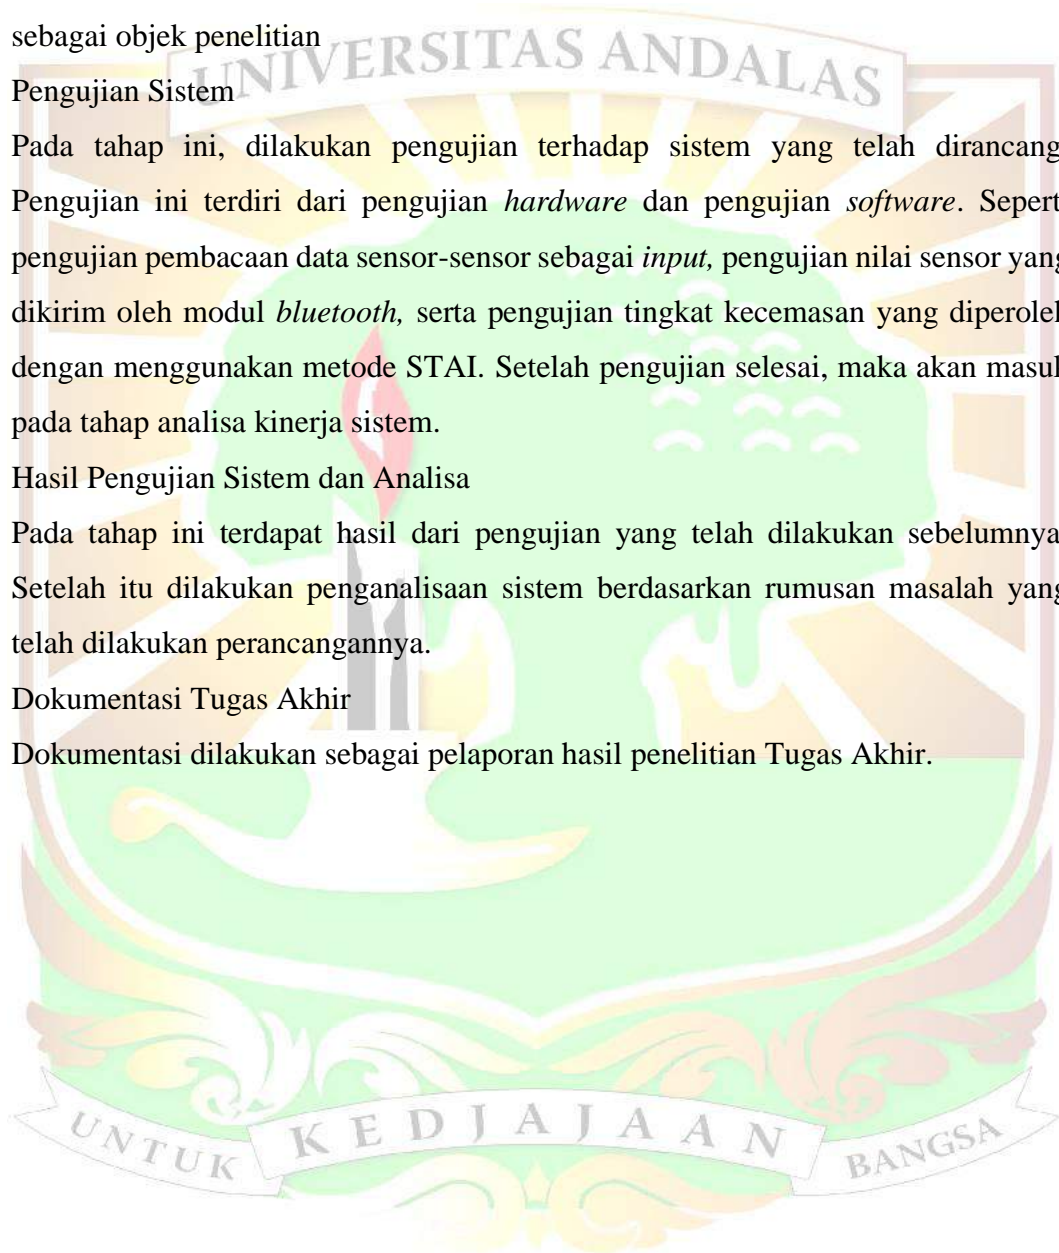 sebagai objek penelitian
UNIVERSITAS ANDALAS
Pengujian Sistem
Pada tahap ini, dilakukan pengujian terhadap sistem yang telah dirancang
Pengujian ini terdiri dari pengujian hardware dan pengujian software. Sepert
pengujian pembacaan data sensor-sensor sebagai input, pengujian nilai sensor yang
dikirim oleh modul bluetooth, serta pengujian tingkat kecemasan yang diperoleh
dengan menggunakan metode STAI. Setelah pengujian selesai, maka akan masuk
pada tahap analisa kinerja sistem.
Hasil Pengujian Sistem dan Analisa
Pada tahap ini terdapat hasil dari pengujian yang telah dilakukan sebelumnya.
Setelah itu dilakukan penganalisaan sistem berdasarkan rumusan masalah yang
telah dilakukan perancangannya.
Dokumentasi Tugas Akhir
Dokumentasi dilakukan sebagai pelaporan hasil penelitian Tugas Akhir.
UNTUK KEDJAJAAN BANGSA